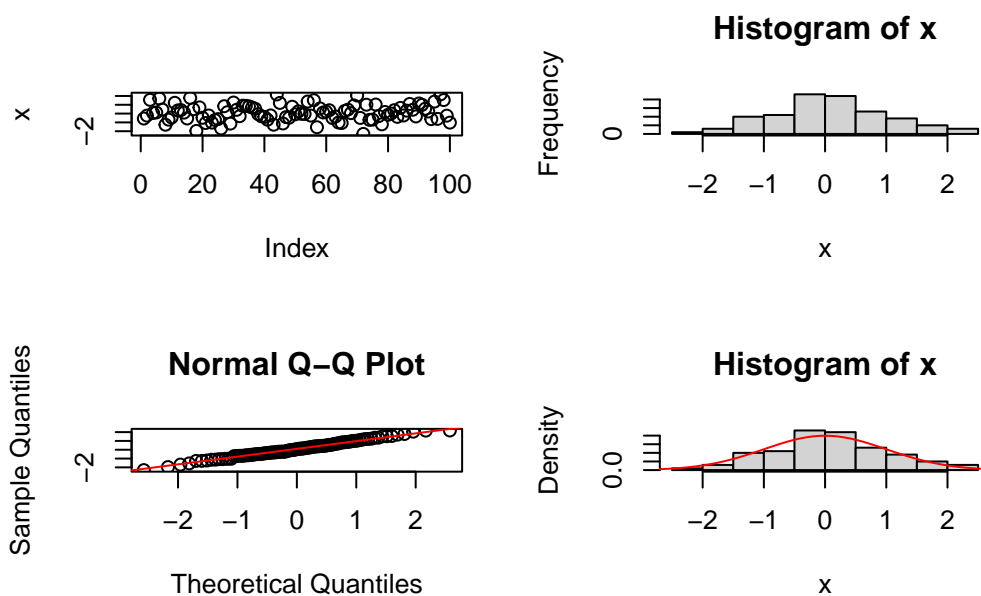 x
−2
0 20 40 60 80 100
Index
Histogram of x
Frequency
0
−2 −1 0 1 2
x
Normal Q−Q Plot
Sample Quantiles
−2
−2 −1 0 1 2
Theoretical Quantiles
Histogram of x
Density
0.0
−2 −1 0 1 2
x